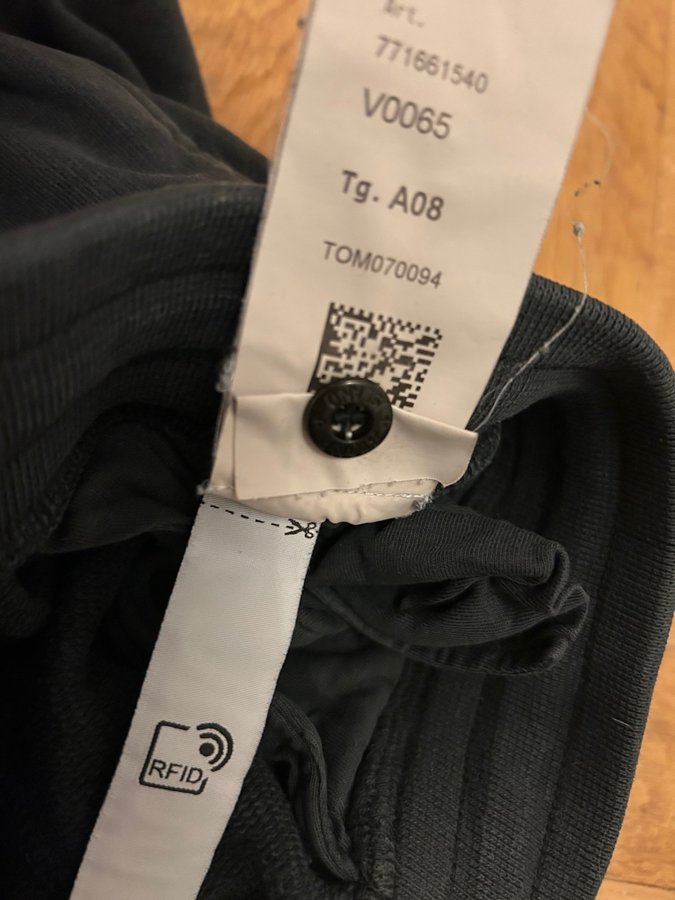 Art.
771661540
V0065
Tg. A08
TOM070094
RFID